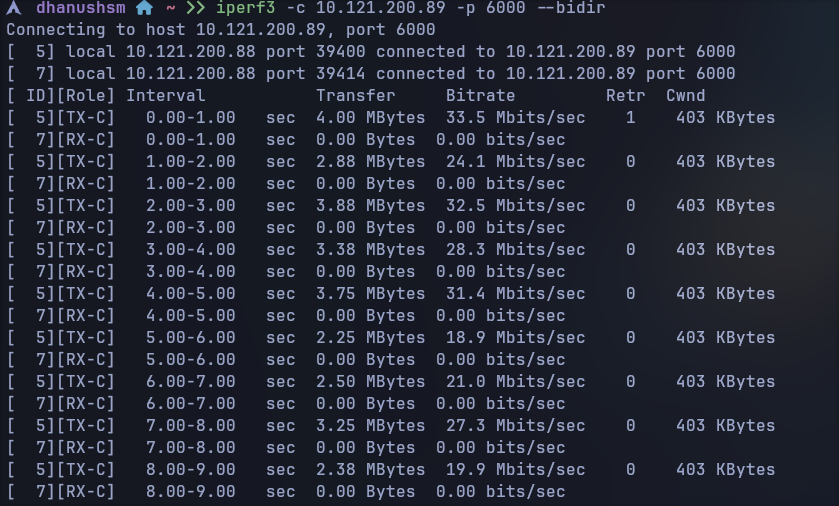 dhanushsm ~ >> iperf3 -c 10.121.200.89 -p 6000 --bidir
Connecting to host 10.121.200.89, port 6000
[  5] local 10.121.200.88 port 39400 connected to 10.121.200.89 port 6000
[  7] local 10.121.200.88 port 39414 connected to 10.121.200.89 port 6000
[ ID][Role] Interval           Transfer     Bitrate         Retr  Cwnd
[  5][TX-C]   0.00-1.00   sec  4.00 MBytes  33.5 Mbits/sec    1    403 KBytes
[  7][RX-C]   0.00-1.00   sec  0.00 Bytes  0.00 bits/sec
[  5][TX-C]   1.00-2.00   sec  2.88 MBytes  24.1 Mbits/sec    0    403 KBytes
[  7][RX-C]   1.00-2.00   sec  0.00 Bytes  0.00 bits/sec
[  5][TX-C]   2.00-3.00   sec  3.88 MBytes  32.5 Mbits/sec    0    403 KBytes
[  7][RX-C]   2.00-3.00   sec  0.00 Bytes  0.00 bits/sec
[  5][TX-C]   3.00-4.00   sec  3.38 MBytes  28.3 Mbits/sec    0    403 KBytes
[  7][RX-C]   3.00-4.00   sec  0.00 Bytes  0.00 bits/sec
[  5][TX-C]   4.00-5.00   sec  3.75 MBytes  31.4 Mbits/sec    0    403 KBytes
[  7][RX-C]   4.00-5.00   sec  0.00 Bytes  0.00 bits/sec
[  5][TX-C]   5.00-6.00   sec  2.25 MBytes  18.9 Mbits/sec    0    403 KBytes
[  7][RX-C]   5.00-6.00   sec  0.00 Bytes  0.00 bits/sec
[  5][TX-C]   6.00-7.00   sec  2.50 MBytes  21.0 Mbits/sec    0    403 KBytes
[  7][RX-C]   6.00-7.00   sec  0.00 Bytes  0.00 bits/sec
[  5][TX-C]   7.00-8.00   sec  3.25 MBytes  27.3 Mbits/sec    0    403 KBytes
[  7][RX-C]   7.00-8.00   sec  0.00 Bytes  0.00 bits/sec
[  5][TX-C]   8.00-9.00   sec  2.38 MBytes  19.9 Mbits/sec    0    403 KBytes
[  7][RX-C]   8.00-9.00   sec  0.00 Bytes  0.00 bits/sec